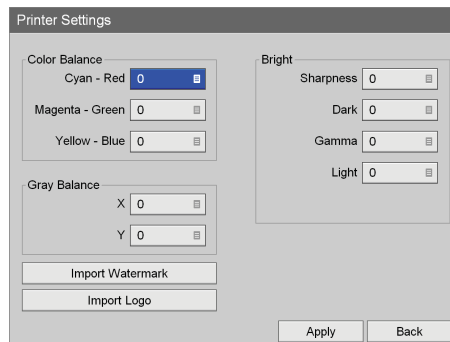 Printer Settings
Color Balance
Cyan - Red 0
Magenta - Green 0
Yellow - Blue 0
Gray Balance
X 0
Y 0
Import Watermark
Import Logo
Bright
Sharpness 0
Dark 0
Gamma 0
Light 0
Apply
Back